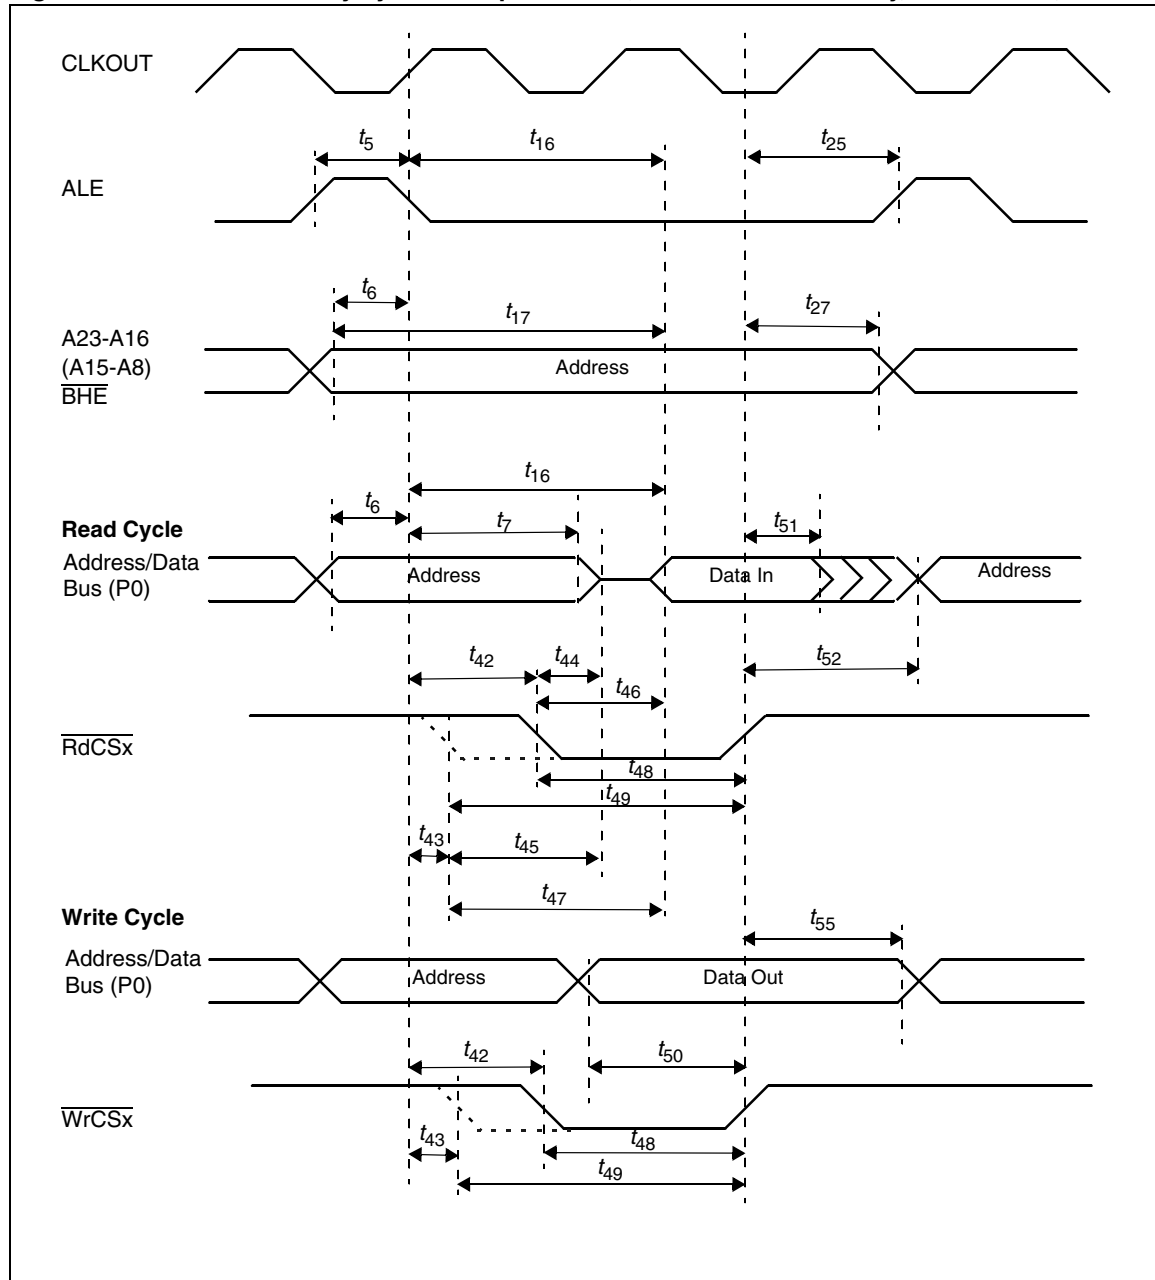 CLKOUT
t5
t16
t25
ALE
t6
t27
t17
A23-A16
(A15-A8)
Address
BHE
t16
t6
t7
t51
Read Cycle
Address/Data
Bus (P0)
Address
Data In
Address
t42
t44
t52
t46
RdCSx
t48
t49
t43
t45
t47
Write Cycle
t55
Address/Data
Bus (P0)
Address
Data Out
t42
t50
WrCSx
t43
t48
t49